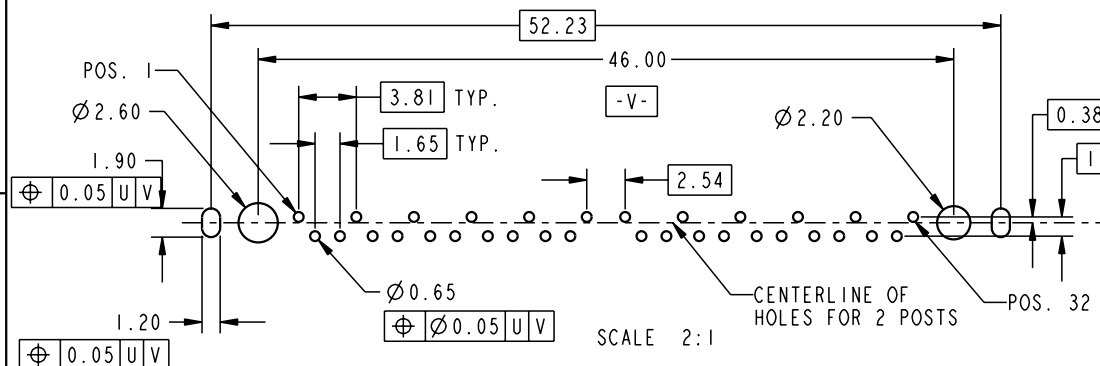 52.23
46.00
POS. 1
3.81 TYP.
-V-
Ø2.60
Ø2.20
0.38
1.65 TYP.
1.90
2.54
⌖ 0.05 U V
Ø0.65
CENTERLINE OF
HOLES FOR 2 POSTS
POS. 32
1.20
⌖ Ø0.05 U V
SCALE 2:1
⌖ 0.05 U V